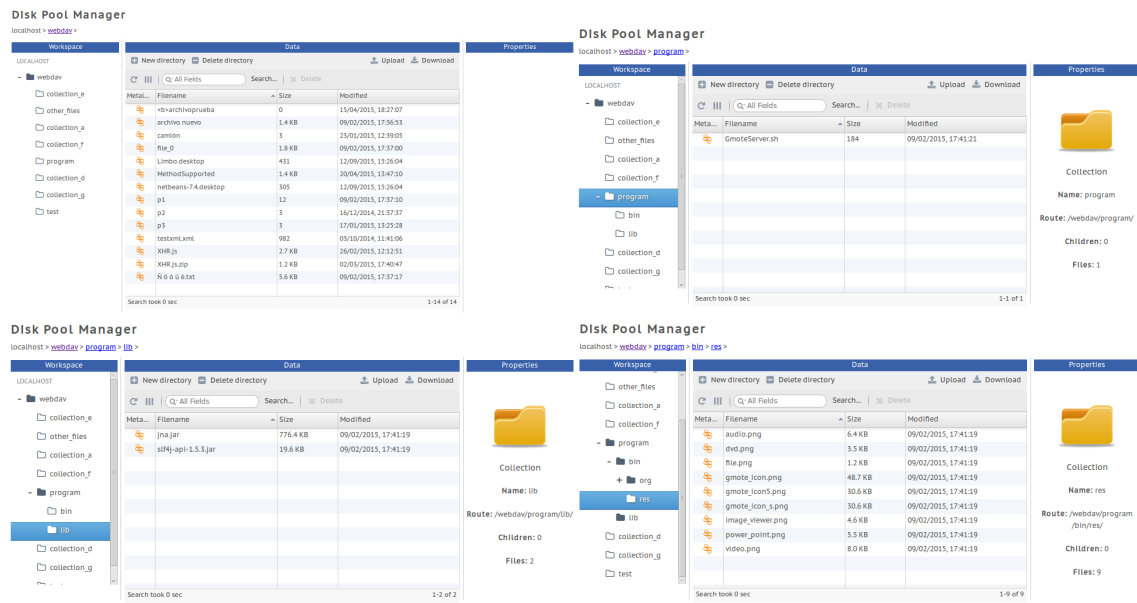 DIsk Pool Manager
localhost > webdav >
Workspace
Data
Properties
LOCALHOST
New directory
Delete directory
Upload
Download
webdav
All Fields
Search...
Delete
collection_e
other_files
collection_a
collection_f
program
collection_d
collection_g
test
Metal... Filename Size Modified
<b>archivoprueba 0 15/04/2015, 18:27:07
archivo nuevo 1.4 KB 09/02/2015, 17:36:53
camión 3 23/01/2015, 12:39:03
file_0 1.8 KB 09/02/2015, 17:37:00
Limbo.desktop 431 12/09/2015, 15:26:04
MethodSupported 1.4 KB 20/04/2015, 13:47:10
netbeans-7.4.desktop 305 12/09/2015, 15:26:04
p1 12 09/02/2015, 17:37:10
p2 3 16/12/2014, 21:37:37
p3 3 17/01/2015, 13:23:28
testxml.xml 982 03/10/2014, 11:41:06
XHR.js 2.7 KB 26/02/2015, 12:12:51
XHR.js.zip 1.2 KB 02/03/2015, 17:40:47
Ñ ö ó ü è.txt 5.6 KB 09/02/2015, 17:37:17
Search took 0 sec
1-14 of 14
DIsk Pool Manager
localhost > webdav > program >
Workspace
Data
Properties
LOCALHOST
New directory
Delete directory
Upload
Download
webdav
All Fields
Search...
Delete
collection_e
other_files
collection_a
collection_f
program
bin
lib
collection_d
collection_g
Meta... Filename Size Modified
GmoteServer.sh 184 09/02/2015, 17:41:21
Collection
Name: program
Route: /webdav/program/
Children: 0
Files: 1
Search took 0 sec
1-1 of 1
DIsk Pool Manager
localhost > webdav > program > lib >
Workspace
Data
Properties
LOCALHOST
New directory
Delete directory
Upload
Download
webdav
All Fields
Search...
Delete
collection_e
other_files
collection_a
collection_f
program
bin
lib
collection_d
collection_g
Meta... Filename Size Modified
jna.jar 776.4 KB 09/02/2015, 17:41:19
slf4j-api-1.5.3.jar 19.6 KB 09/02/2015, 17:41:19
Collection
Name: lib
Route: /webdav/program/lib/
Children: 0
Files: 2
Search took 0 sec
1-2 of 2
DIsk Pool Manager
localhost > webdav > program > bin > res >
Workspace
Data
Properties
New directory
Delete directory
Upload
Download
All Fields
Search...
Delete
other_files
collection_a
collection_f
program
bin
org
res
lib
collection_d
collection_g
test
Meta... Filename Size Modified
audio.png 6.4 KB 09/02/2015, 17:41:19
dvd.png 3.5 KB 09/02/2015, 17:41:19
file.png 1.2 KB 09/02/2015, 17:41:19
gmote_icon.png 48.7 KB 09/02/2015, 17:41:19
gmote_icon5.png 30.6 KB 09/02/2015, 17:41:19
gmote_icon_s.png 30.6 KB 09/02/2015, 17:41:19
image_viewer.png 4.6 KB 09/02/2015, 17:41:19
power_point.png 5.5 KB 09/02/2015, 17:41:19
video.png 8.0 KB 09/02/2015, 17:41:19
Collection
Name: res
Route: /webdav/program
/bin/res/
Children: 0
Files: 9
Search took 0 sec
1-9 of 9